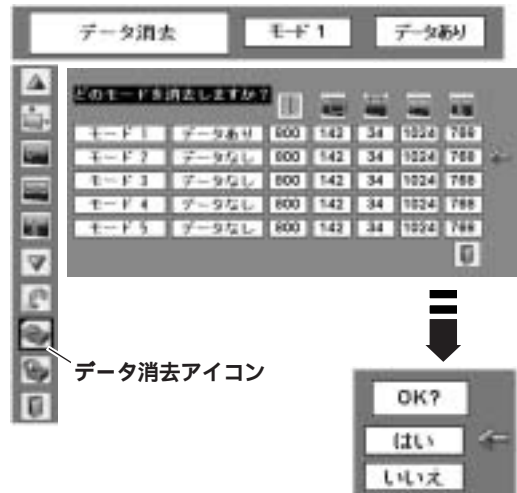 データ消去 モード 1 データあり
どのモードを消去しますか?
モード 1 データあり 800 142 34 1024 768
モード 2 データなし 800 142 34 1024 768
モード 3 データなし 800 142 34 1024 768
モード 4 データなし 800 142 34 1024 768
モード 5 データなし 800 142 34 1024 768
データ消去アイコン
OK?
はい
いいえ